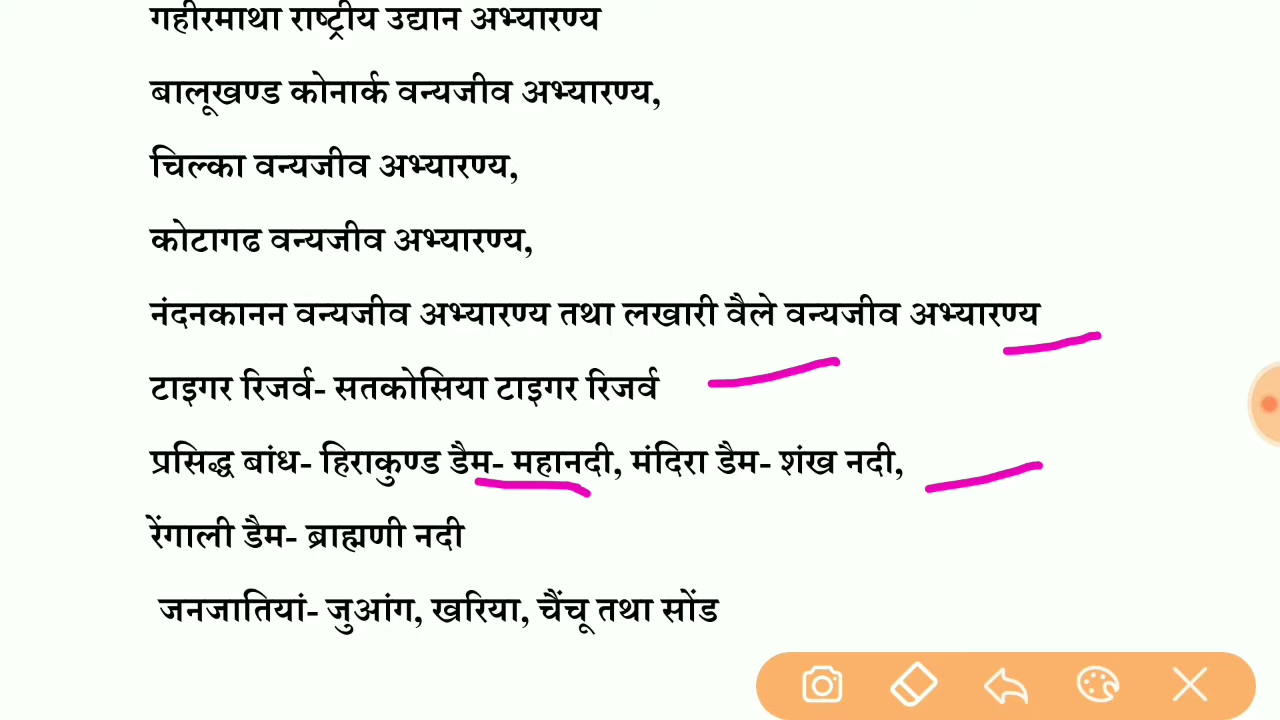 गहीरमाथा राष्ट्रीय उद्यान अभ्यारण्य
बालूखण्ड कोनार्क वन्यजीव अभ्यारण्य,
चिल्का वन्यजीव अभ्यारण्य,
कोटागढ वन्यजीव अभ्यारण्य,
नंदनकानन वन्यजीव अभ्यारण्य तथा लखारी वैले वन्यजीव अभ्यारण्य
टाइगर रिजर्व- सतकोसिया टाइगर रिजर्व
प्रसिद्ध बांध- हिराकुण्ड डैम- महानदी, मंदिरा डैम- शंख नदी,
रेंगाली डैम- ब्राह्मणी नदी
जनजातियां- जुआंग, खरिया, चैंचू तथा सोंड